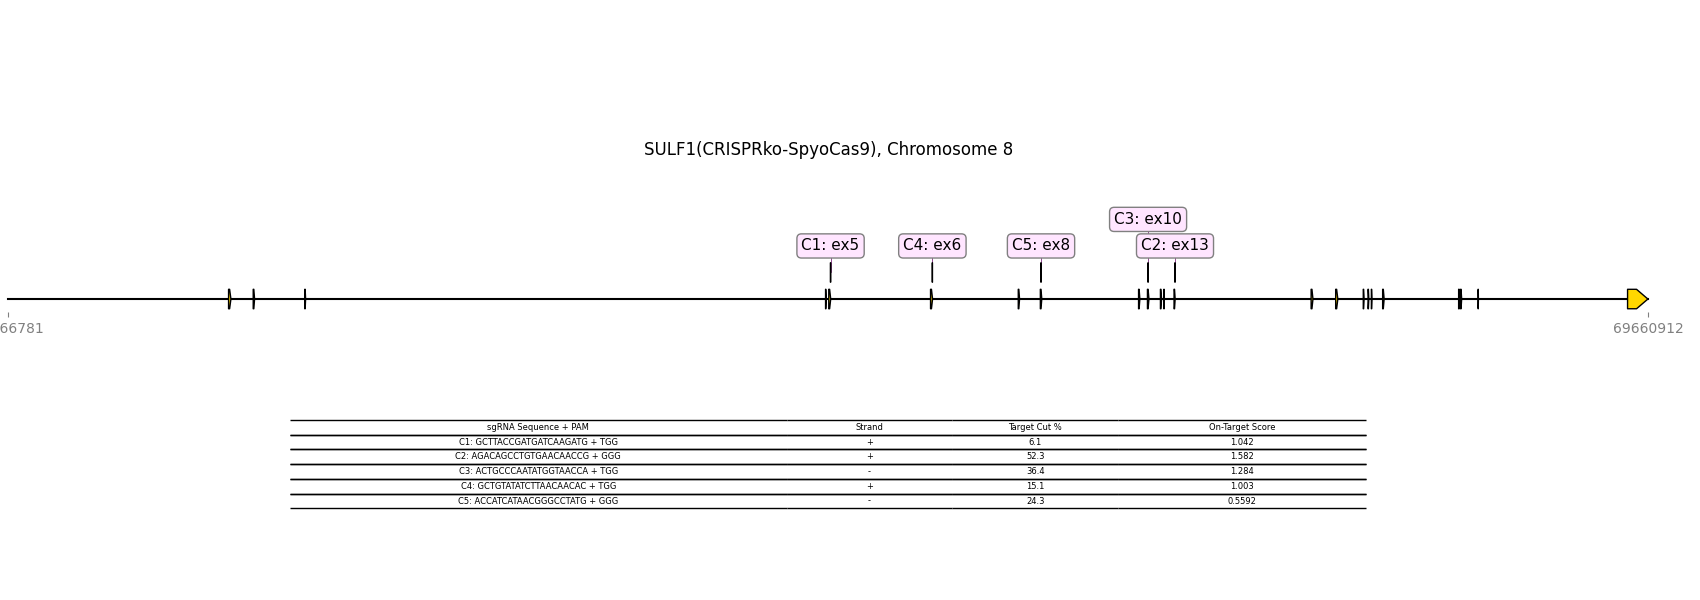 SULF1(CRISPRko-SpyoCas9), Chromosome 8
C3: ex10
C1: ex5 C4: ex6 C5: ex8 C2: ex13
66781 69660912
sgRNA Sequence + PAM Strand Target Cut % On-Target Score
C1: GCTTACCGATGATCAAGATG + TGG + 6.1 1.042
C2: AGACAGCCTGTGAACAACCG + GGG + 52.3 1.582
C3: ACTGCCCAATATGGTAACCA + TGG - 36.4 1.284
C4: GCTGTATATCTTAACAACAC + TGG + 15.1 1.003
C5: ACCATCATAACGGGCCTATG + GGG - 24.3 0.5592